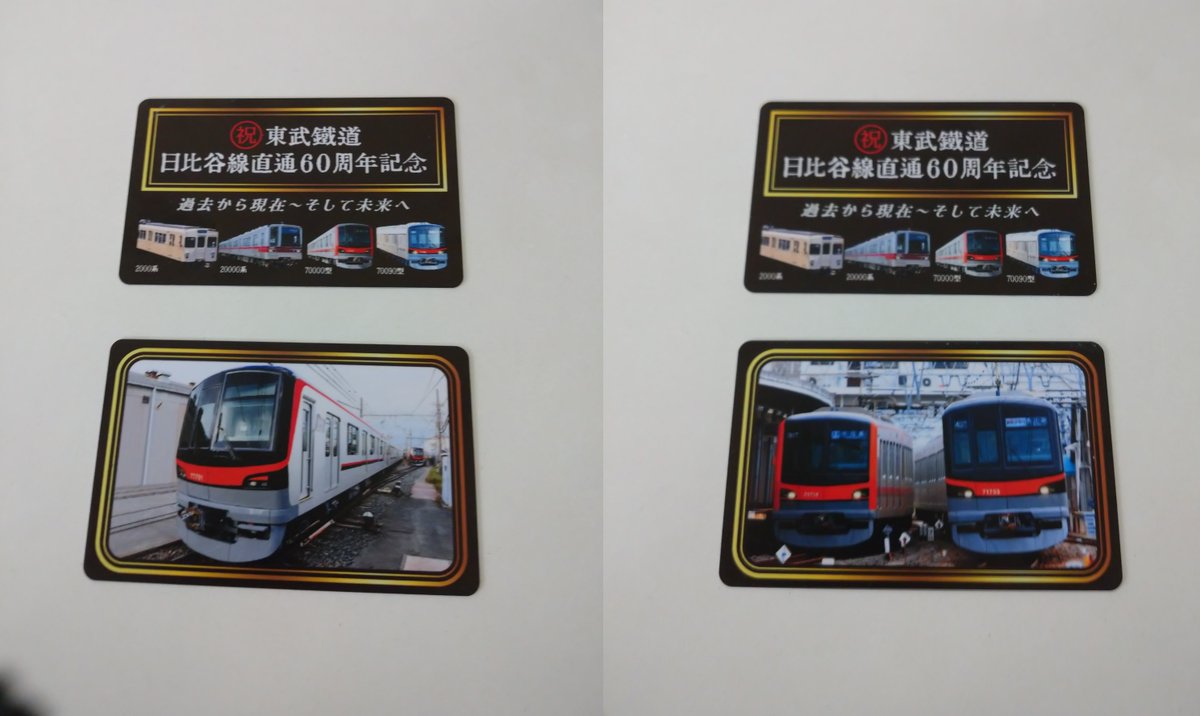 祝 東武鐵道
日比谷線直通60周年記念
過去から現在～そして未来へ
2000系 20000系 70000型 70090型
祝 東武鐵道
日比谷線直通60周年記念
過去から現在～そして未来へ
2000系 20000系 70000型 70090型
71733